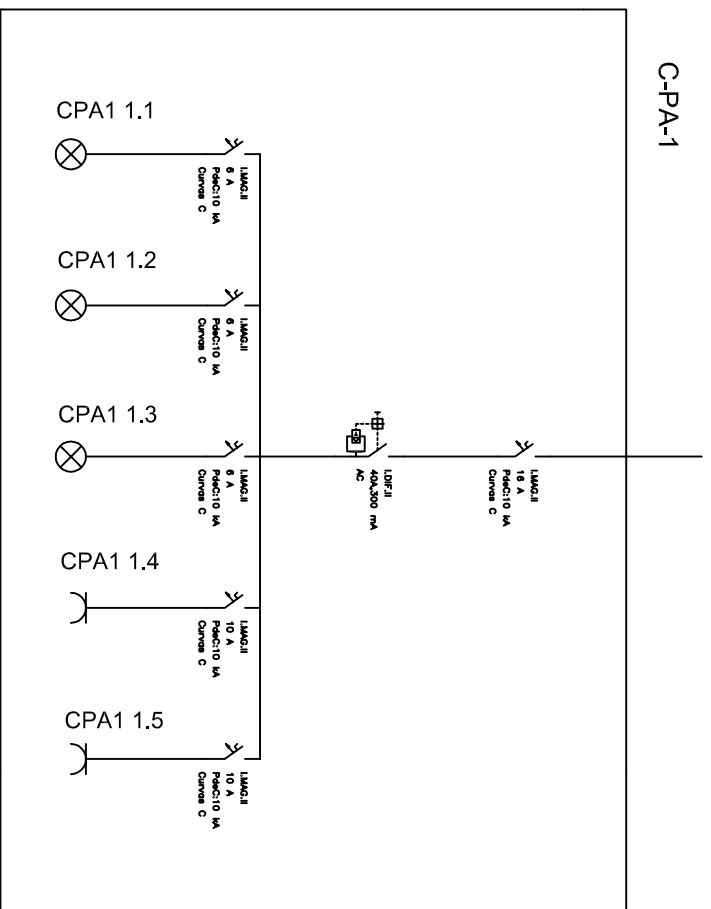 C-PA-1
I.MAG.II
16 A
PdeC:10 kA
Curvas C
I.DIF.II
40A,300 mA
AC
CPA1 1.1
I.MAG.II
6 A
PdeC:10 kA
Curvas C
CPA1 1.2
I.MAG.II
6 A
PdeC:10 kA
Curvas C
CPA1 1.3
I.MAG.II
6 A
PdeC:10 kA
Curvas C
CPA1 1.4
I.MAG.II
10 A
PdeC:10 kA
Curvas C
CPA1 1.5
I.MAG.II
10 A
PdeC:10 kA
Curvas C